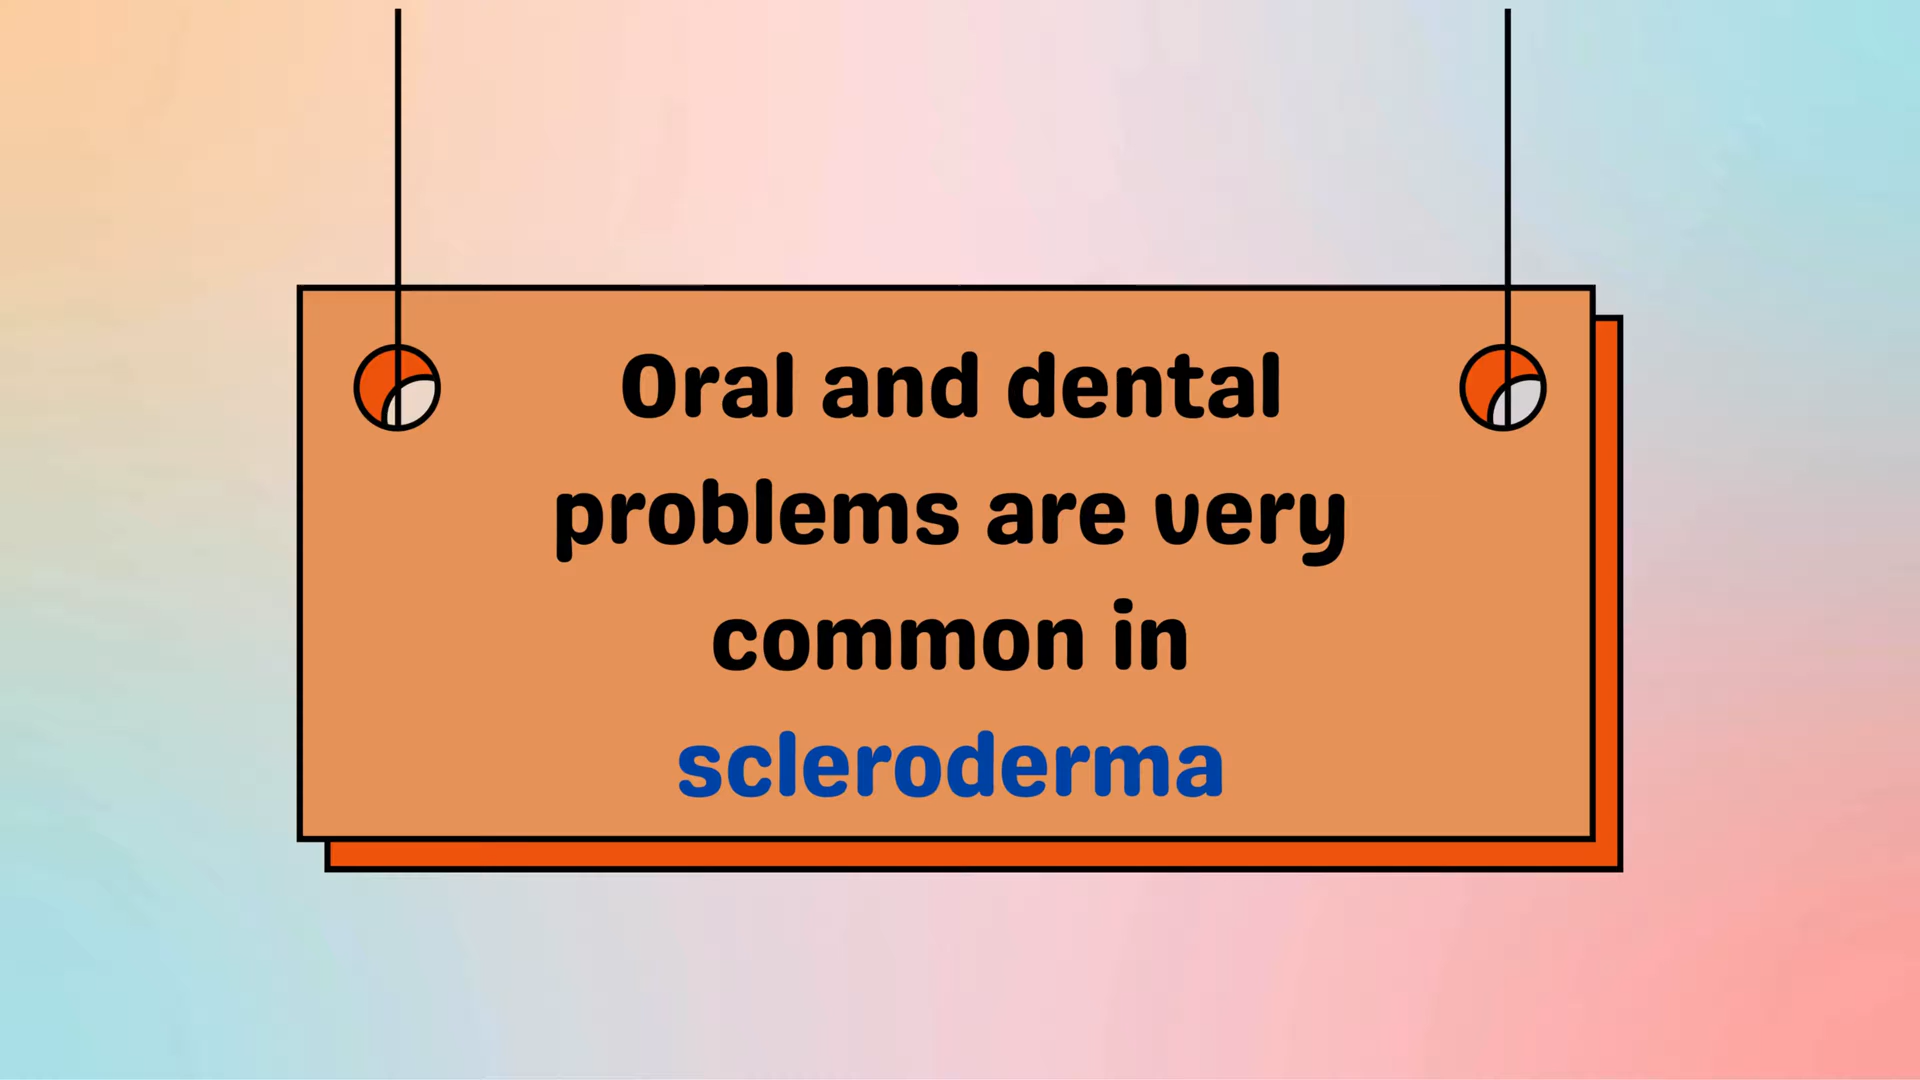 Oral and dental
problems are very
common in
scleroderma